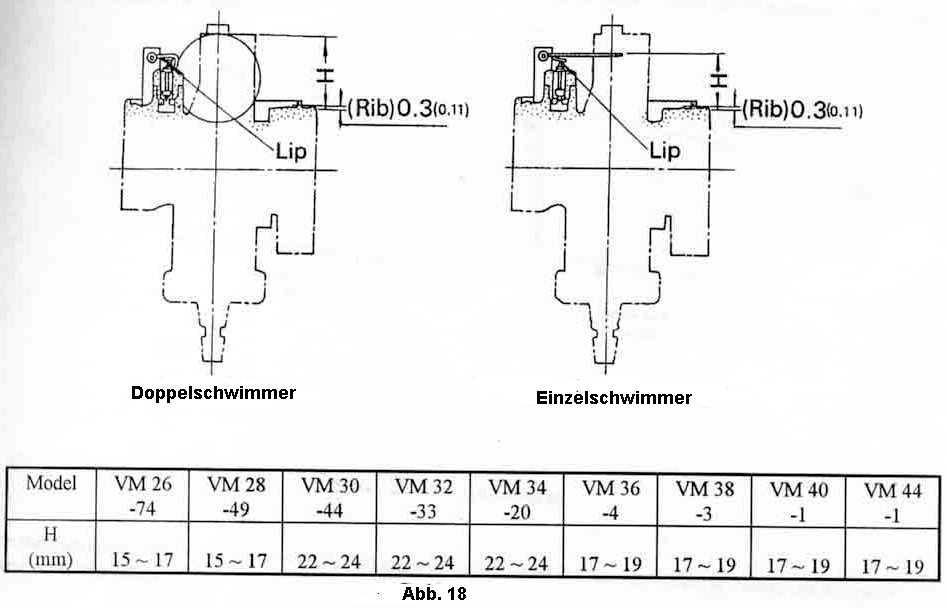 H
(Rib)0.3(0.11)
Lip
H
(Rib)0.3(0.11)
Lip
Doppelschwimmer
Einzelschwimmer
Model VM 26 -74 VM 28 -49 VM 30 -44 VM 32 -33 VM 34 -20 VM 36 -4 VM 38 -3 VM 40 -1 VM 44 -1
H (mm) 15 ~ 17 15 ~ 17 22 ~ 24 22 ~ 24 22 ~ 24 17 ~ 19 17 ~ 19 17 ~ 19 17 ~ 19
Abb. 18